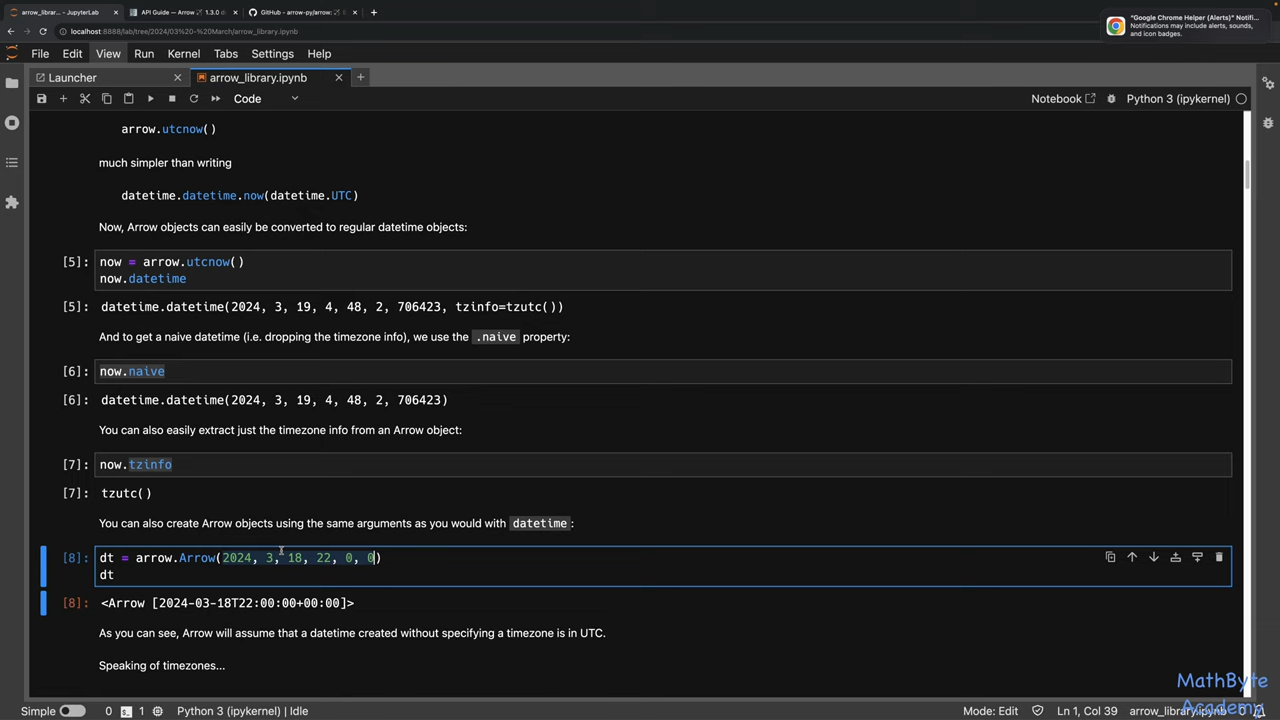 arrow_librar... - JupyterLab
API Guide — Arrow 🏹 1.3.0 d
GitHub - arrow-py/arrow: 🏹 B
localhost:8888/lab/tree/2024/03%20-%20March/arrow_library.ipynb
"Google Chrome Helper (Alerts)" Notifi...
Notifications may include alerts, sounds,
and icon badges.
File Edit View Run Kernel Tabs Settings Help
Launcher
arrow_library.ipynb
Code
Notebook
Python 3 (ipykernel)
arrow.utcnow()
much simpler than writing
datetime.datetime.now(datetime.UTC)
Now, Arrow objects can easily be converted to regular datetime objects:
[5]: now = arrow.utcnow()
now.datetime
[5]: datetime.datetime(2024, 3, 19, 4, 48, 2, 706423, tzinfo=tzutc())
And to get a naive datetime (i.e. dropping the timezone info), we use the .naive property:
[6]: now.naive
[6]: datetime.datetime(2024, 3, 19, 4, 48, 2, 706423)
You can also easily extract just the timezone info from an Arrow object:
[7]: now.tzinfo
[7]: tzutc()
You can also create Arrow objects using the same arguments as you would with datetime:
[8]: dt = arrow.Arrow(2024, 3, 18, 22, 0, 0)
dt
[8]: <Arrow [2024-03-18T22:00:00+00:00]>
As you can see, Arrow will assume that a datetime created without specifying a timezone is in UTC.
Speaking of timezones...
MathByte
Academy
Simple 0 1 Python 3 (ipykernel) | Idle
Mode: Edit Ln 1, Col 39 arrow_library.ipynb